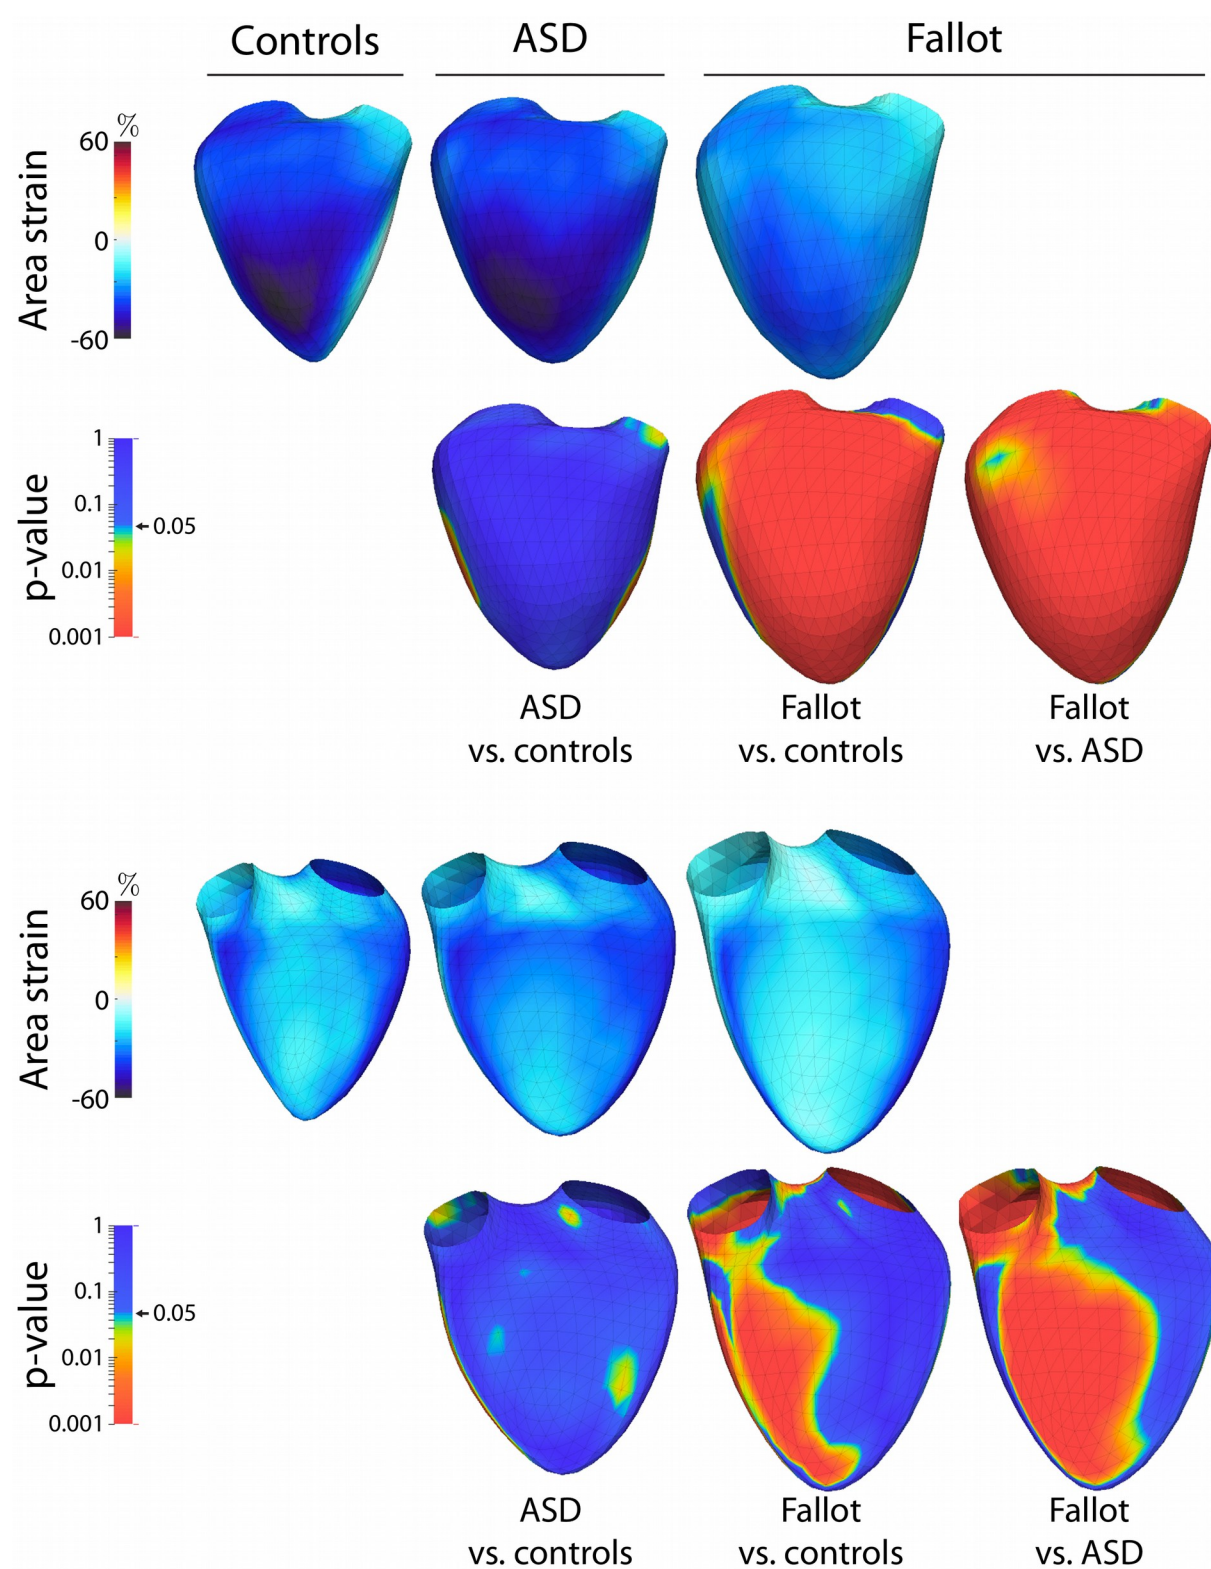 Controls
ASD
Fallot
%
60
0
-60
Area strain
1
0.1
0.05
0.01
0.001
p-value
ASD
vs. controls
Fallot
vs. controls
Fallot
vs. ASD
%
60
0
-60
Area strain
1
0.1
0.05
0.01
0.001
p-value
ASD
vs. controls
Fallot
vs. controls
Fallot
vs. ASD